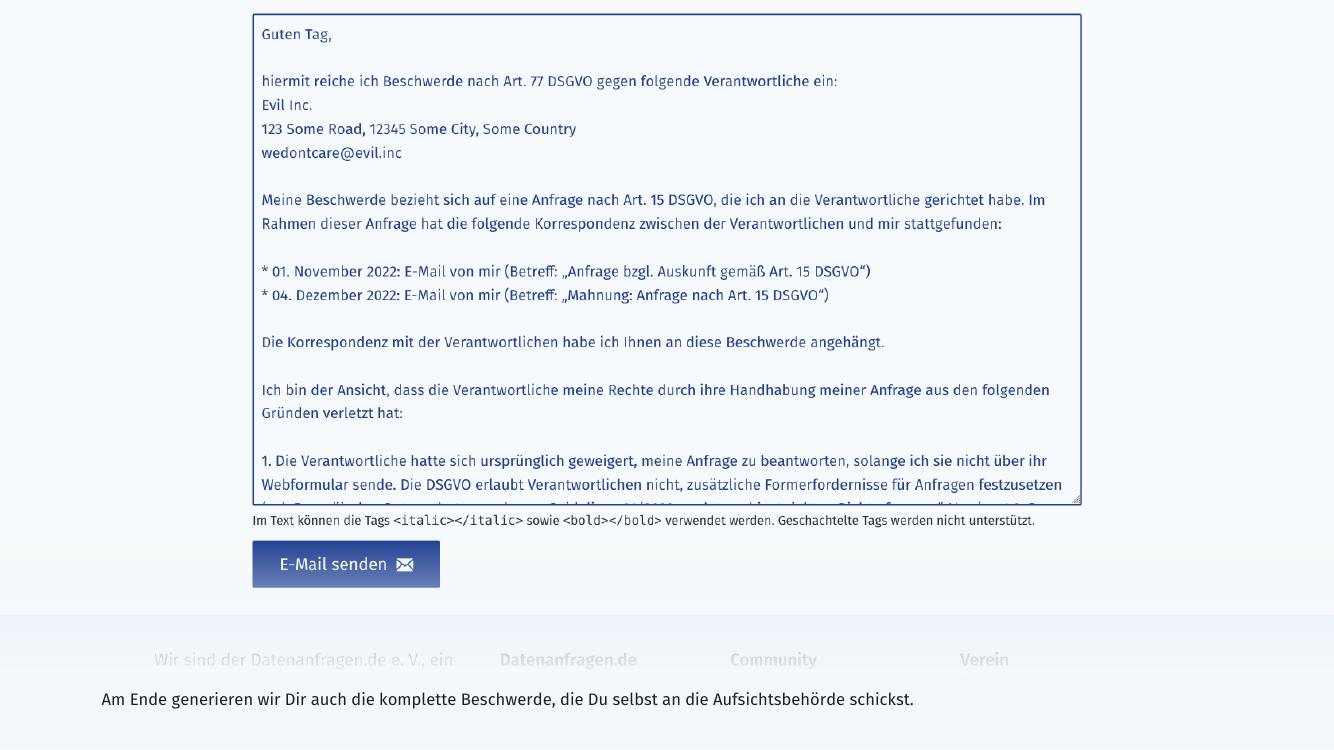 Guten Tag,
hiermit reiche ich Beschwerde nach Art. 77 DSGVO gegen folgende Verantwortliche ein:
Evil Inc.
123 Some Road, 12345 Some City, Some Country
wedontcare@evil.inc
Meine Beschwerde bezieht sich auf eine Anfrage nach Art. 15 DSGVO, die ich an die Verantwortliche gerichtet habe. Im
Rahmen dieser Anfrage hat die folgende Korrespondenz zwischen der Verantwortlichen und mir stattgefunden:
* 01. November 2022: E-Mail von mir (Betreff: „Anfrage bzgl. Auskunft gemäß Art. 15 DSGVO“)
* 04. Dezember 2022: E-Mail von mir (Betreff: „Mahnung: Anfrage nach Art. 15 DSGVO“)
Die Korrespondenz mit der Verantwortlichen habe ich Ihnen an diese Beschwerde angehängt.
Ich bin der Ansicht, dass die Verantwortliche meine Rechte durch ihre Handhabung meiner Anfrage aus den folgenden
Gründen verletzt hat:
1. Die Verantwortliche hatte sich ursprünglich geweigert, meine Anfrage zu beantworten, solange ich sie nicht über ihr
Webformular sende. Die DSGVO erlaubt Verantwortlichen nicht, zusätzliche Formerfordernisse für Anfragen festzusetzen
Im Text können die Tags <italic></italic> sowie <bold></bold> verwendet werden. Geschachtelte Tags werden nicht unterstützt.
E-Mail senden
Wir sind der Datenanfragen.de e. V., ein
Datenanfragen.de
Community
Verein
Am Ende generieren wir Dir auch die komplette Beschwerde, die Du selbst an die Aufsichtsbehörde schickst.